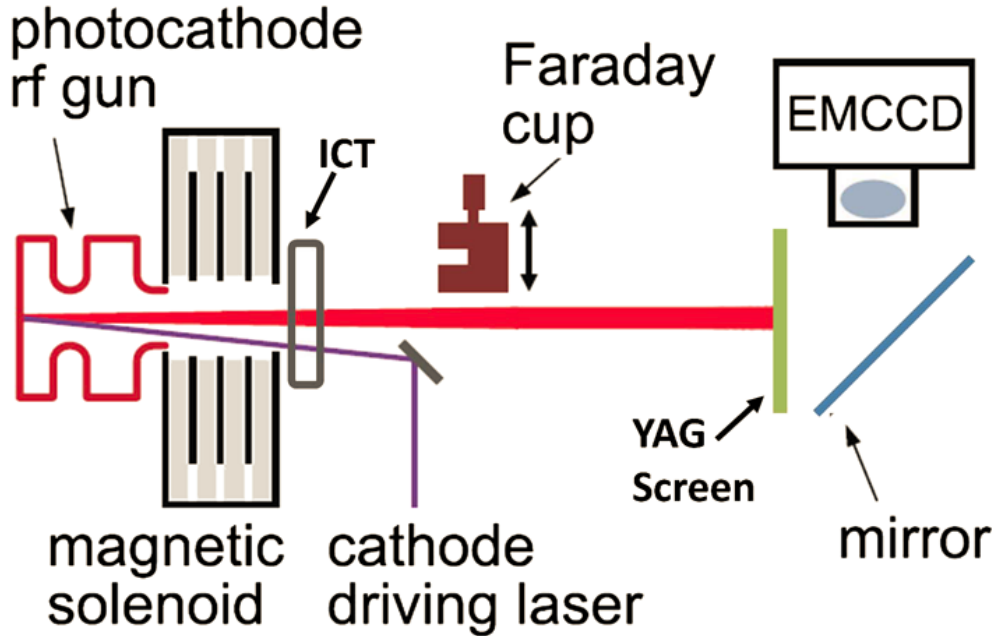 photocathode
rf gun
ICT
Faraday
cup
EMCCD
YAG
Screen
mirror
magnetic
solenoid
cathode
driving laser